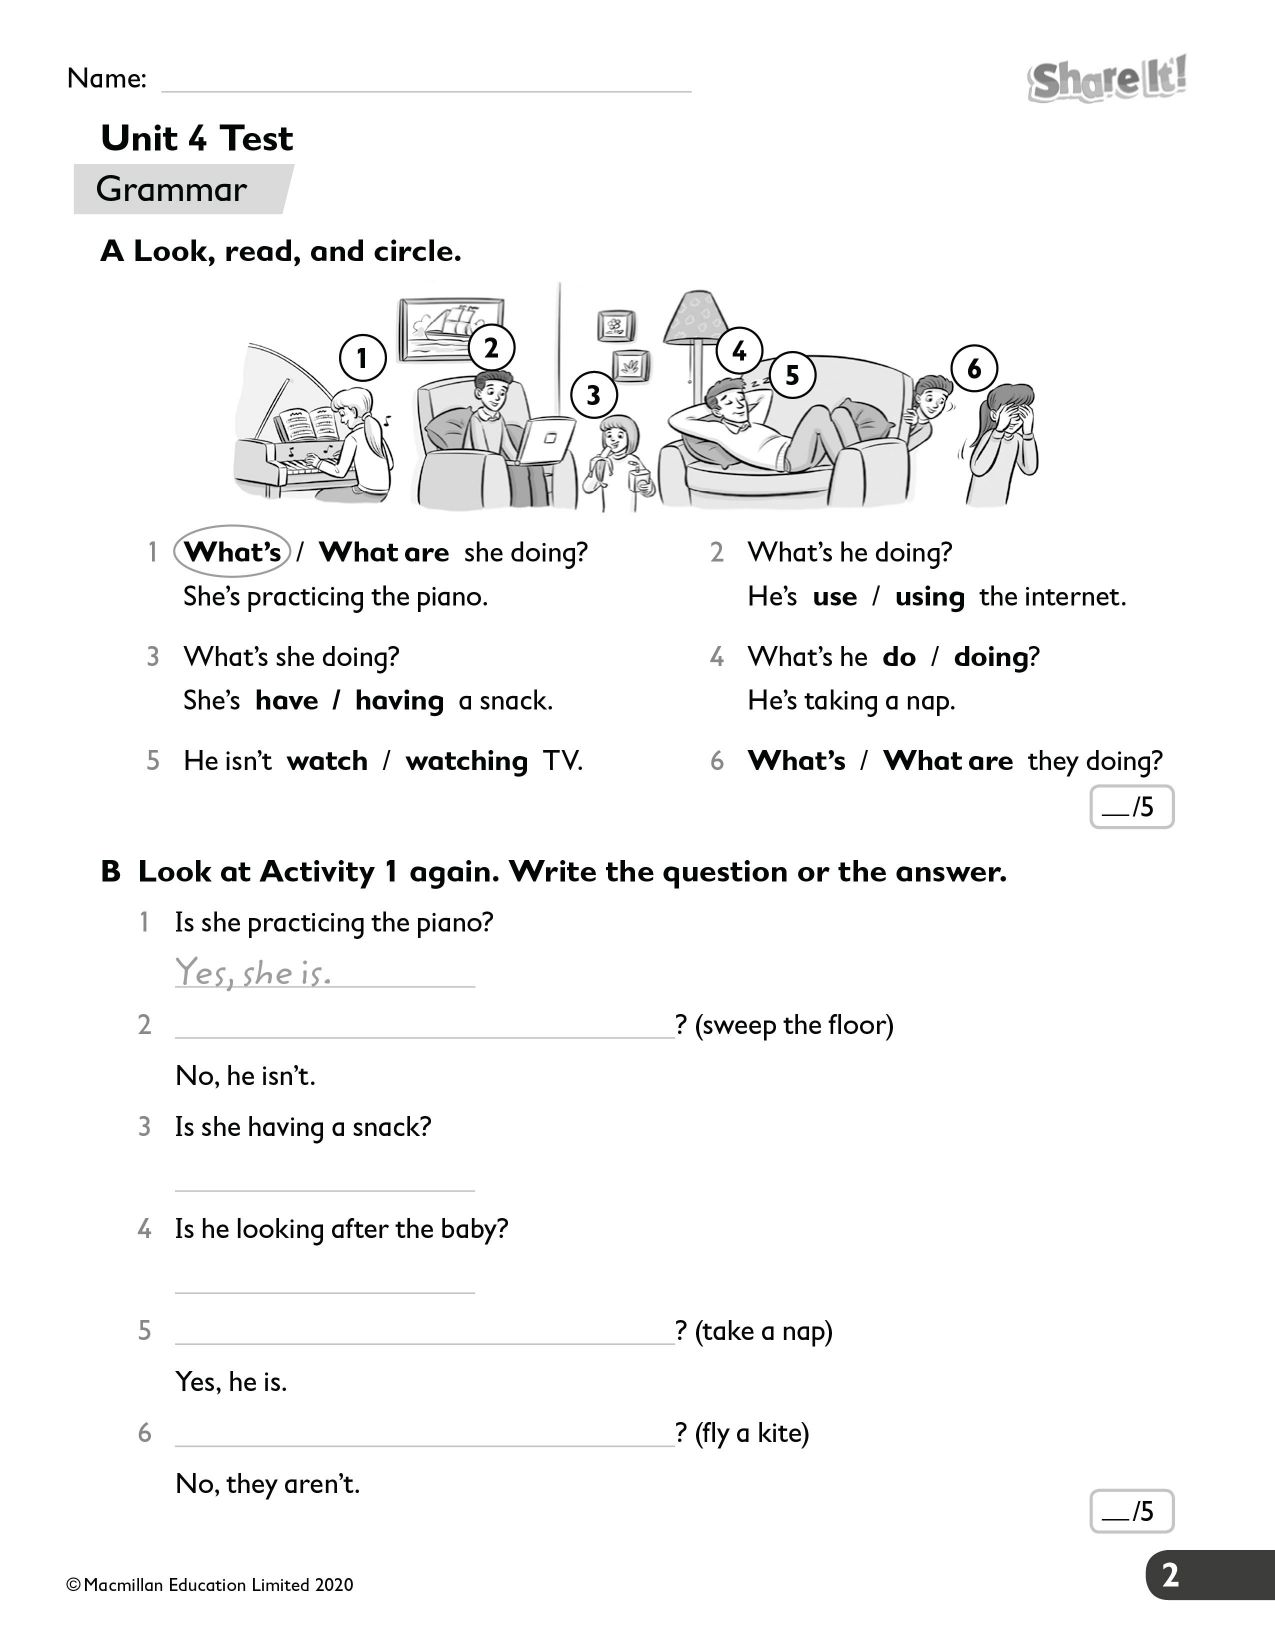 Name:
Share It!
Unit 4 Test
Grammar
A Look, read, and circle.
1
2
3
4
5
6
1 What's / What are she doing?
She's practicing the piano.
2 What's he doing?
He's use / using the internet.
3 What's she doing?
She's have / having a snack.
4 What's he do / doing?
He's taking a nap.
5 He isn't watch / watching TV.
6 What's / What are they doing?
__/5
B Look at Activity 1 again. Write the question or the answer.
1 Is she practicing the piano?
Yes, she is.
2 ? (sweep the floor)
No, he isn't.
3 Is she having a snack?
4 Is he looking after the baby?
5 ? (take a nap)
Yes, he is.
6 ? (fly a kite)
No, they aren't.
__/5
© Macmillan Education Limited 2020
2